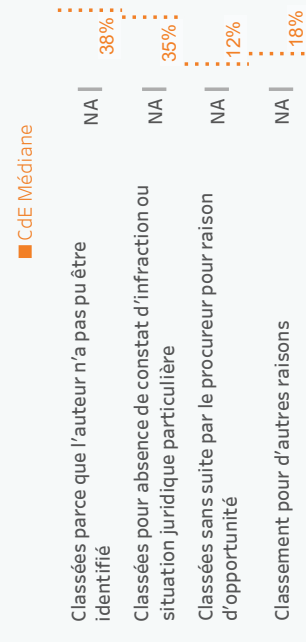 CdE Médiane
Classées parce que l'auteur n'a pas pu être
identifié
NA
38%
Classées pour absence de constat d'infraction ou
situation juridique particulière
NA
35%
Classées sans suite par le procureur pour raison
d'opportunité
NA
12%
Classement pour d'autres raisons
NA
18%